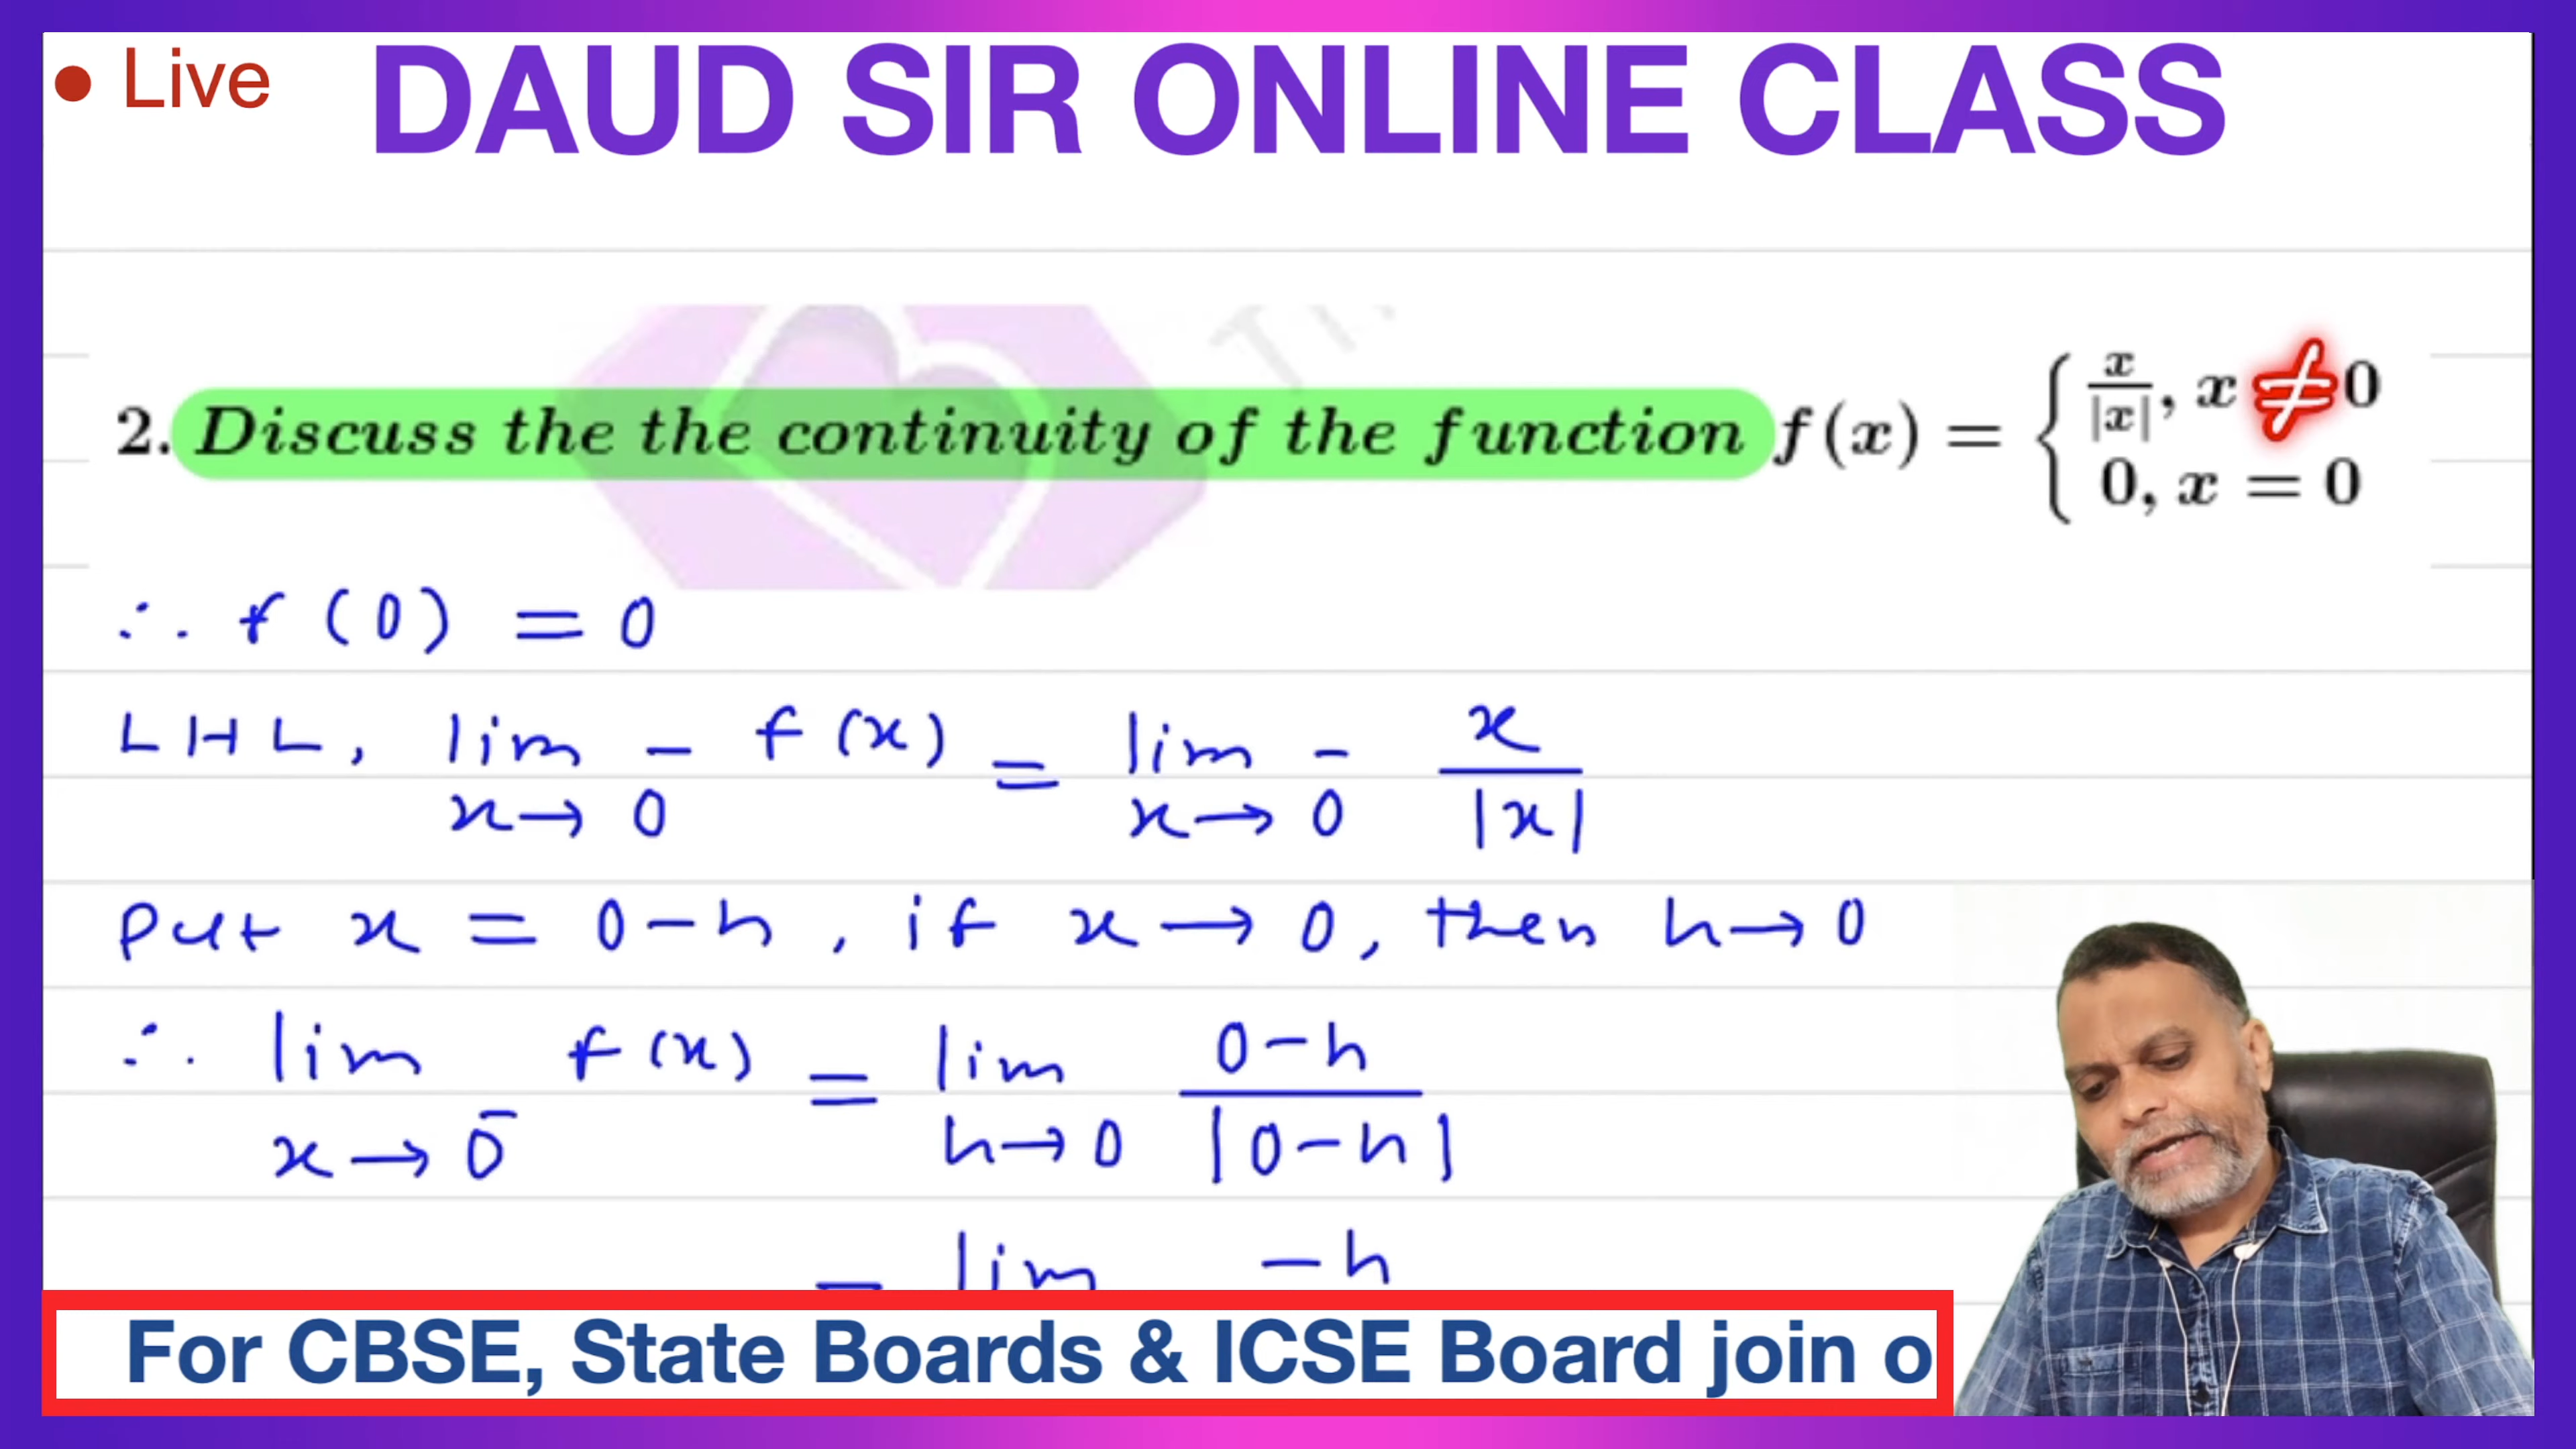 • Live DAUD SIR ONLINE CLASS
2. Discuss the the continuity of the function f(x) = { x/|x|, x ≠ 0
0, x = 0
∴ f(0) = 0
LHL, lim x→0⁻ f(x) = lim x→0⁻ x/|x|
Put x = 0-h, if x→0, then h→0
∴ lim x→0⁻ f(x) = lim h→0 0-h/|0-h|
= lim -h
For CBSE, State Boards & ICSE Board join o